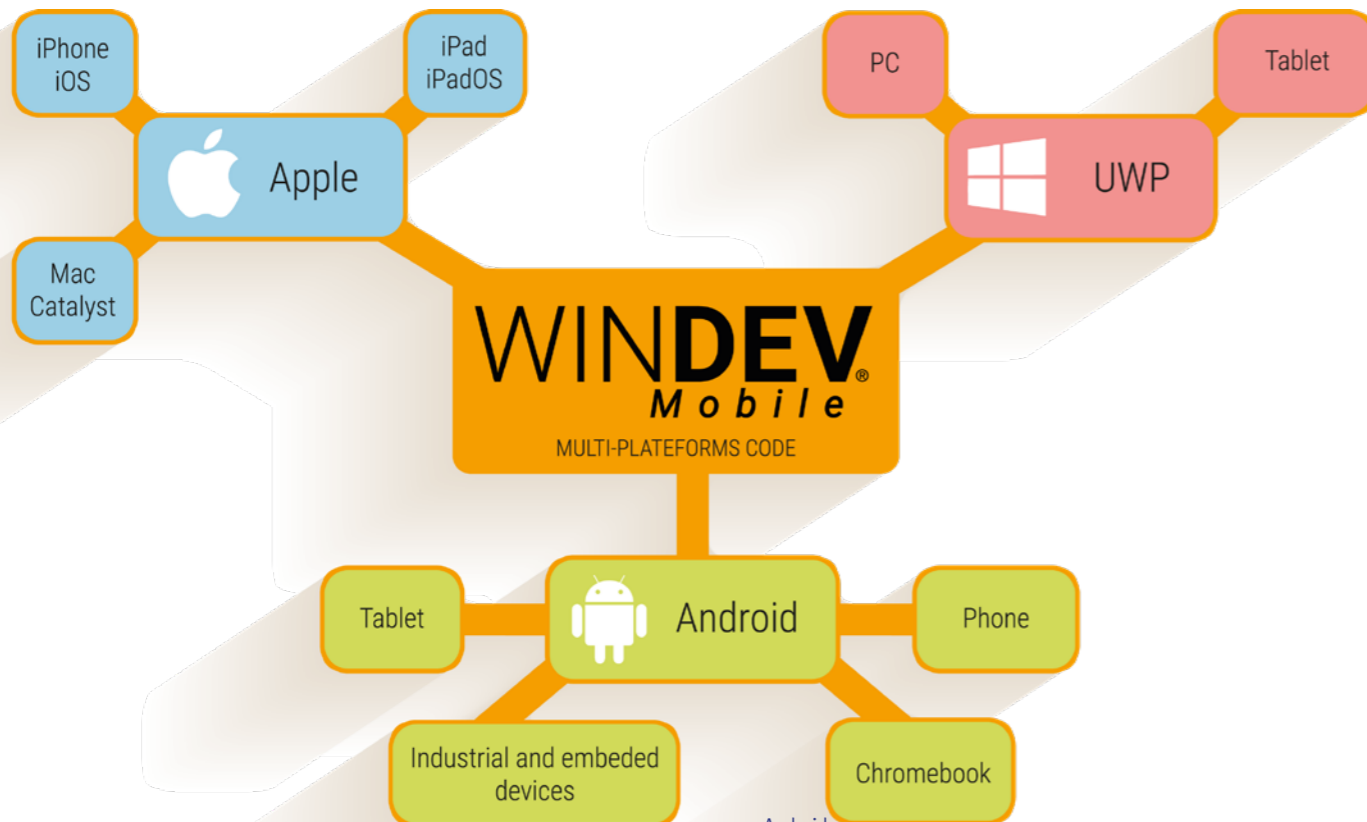 iPhone
iOS
iPad
iPadOS
PC
Tablet
Apple
UWP
Mac
Catalyst
WINDEV®
Mobile
MULTI-PLATEFORMS CODE
Tablet
Android
Phone
Industrial and embeded
devices
Chromebook